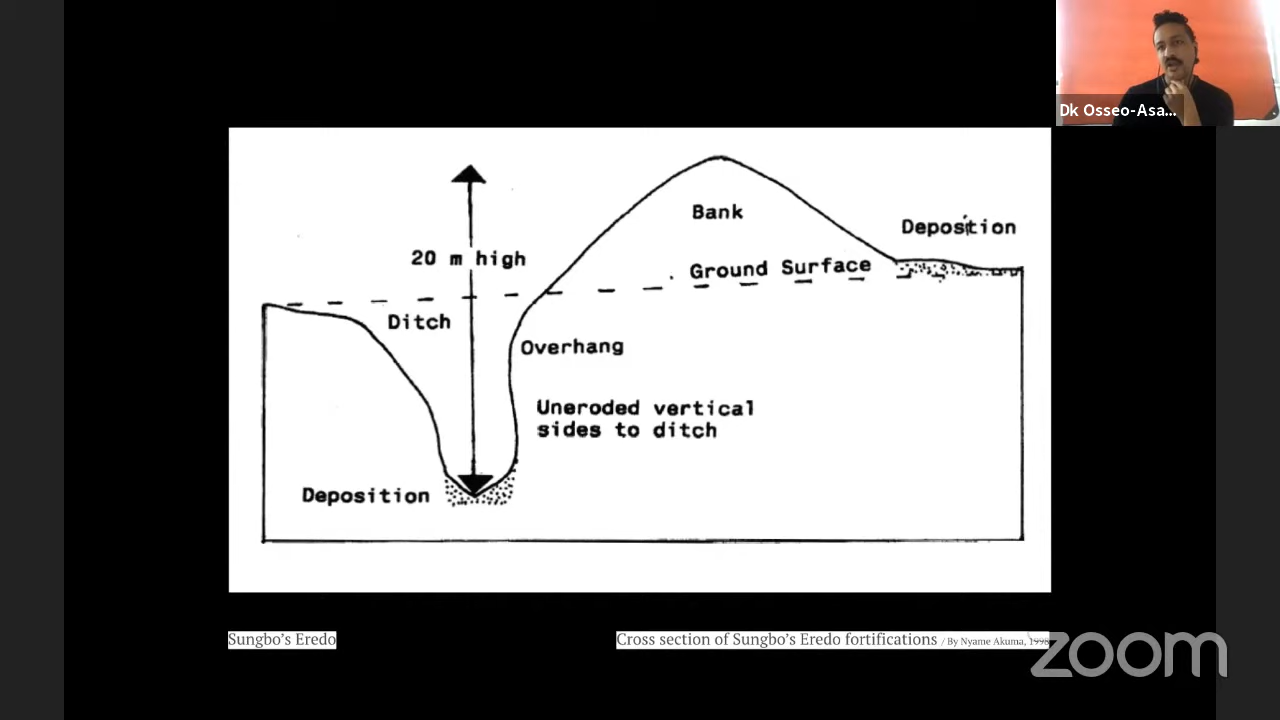 Dk Osseo-Asa...
Bank
Deposition
20 m high
Ground Surface
Ditch
Overhang
Uneroded vertical
sides to ditch
Deposition
Sungbo's Eredo
Cross section of Sungbo's Eredo fortifications / By Nyame Akuma, 1998
zoom